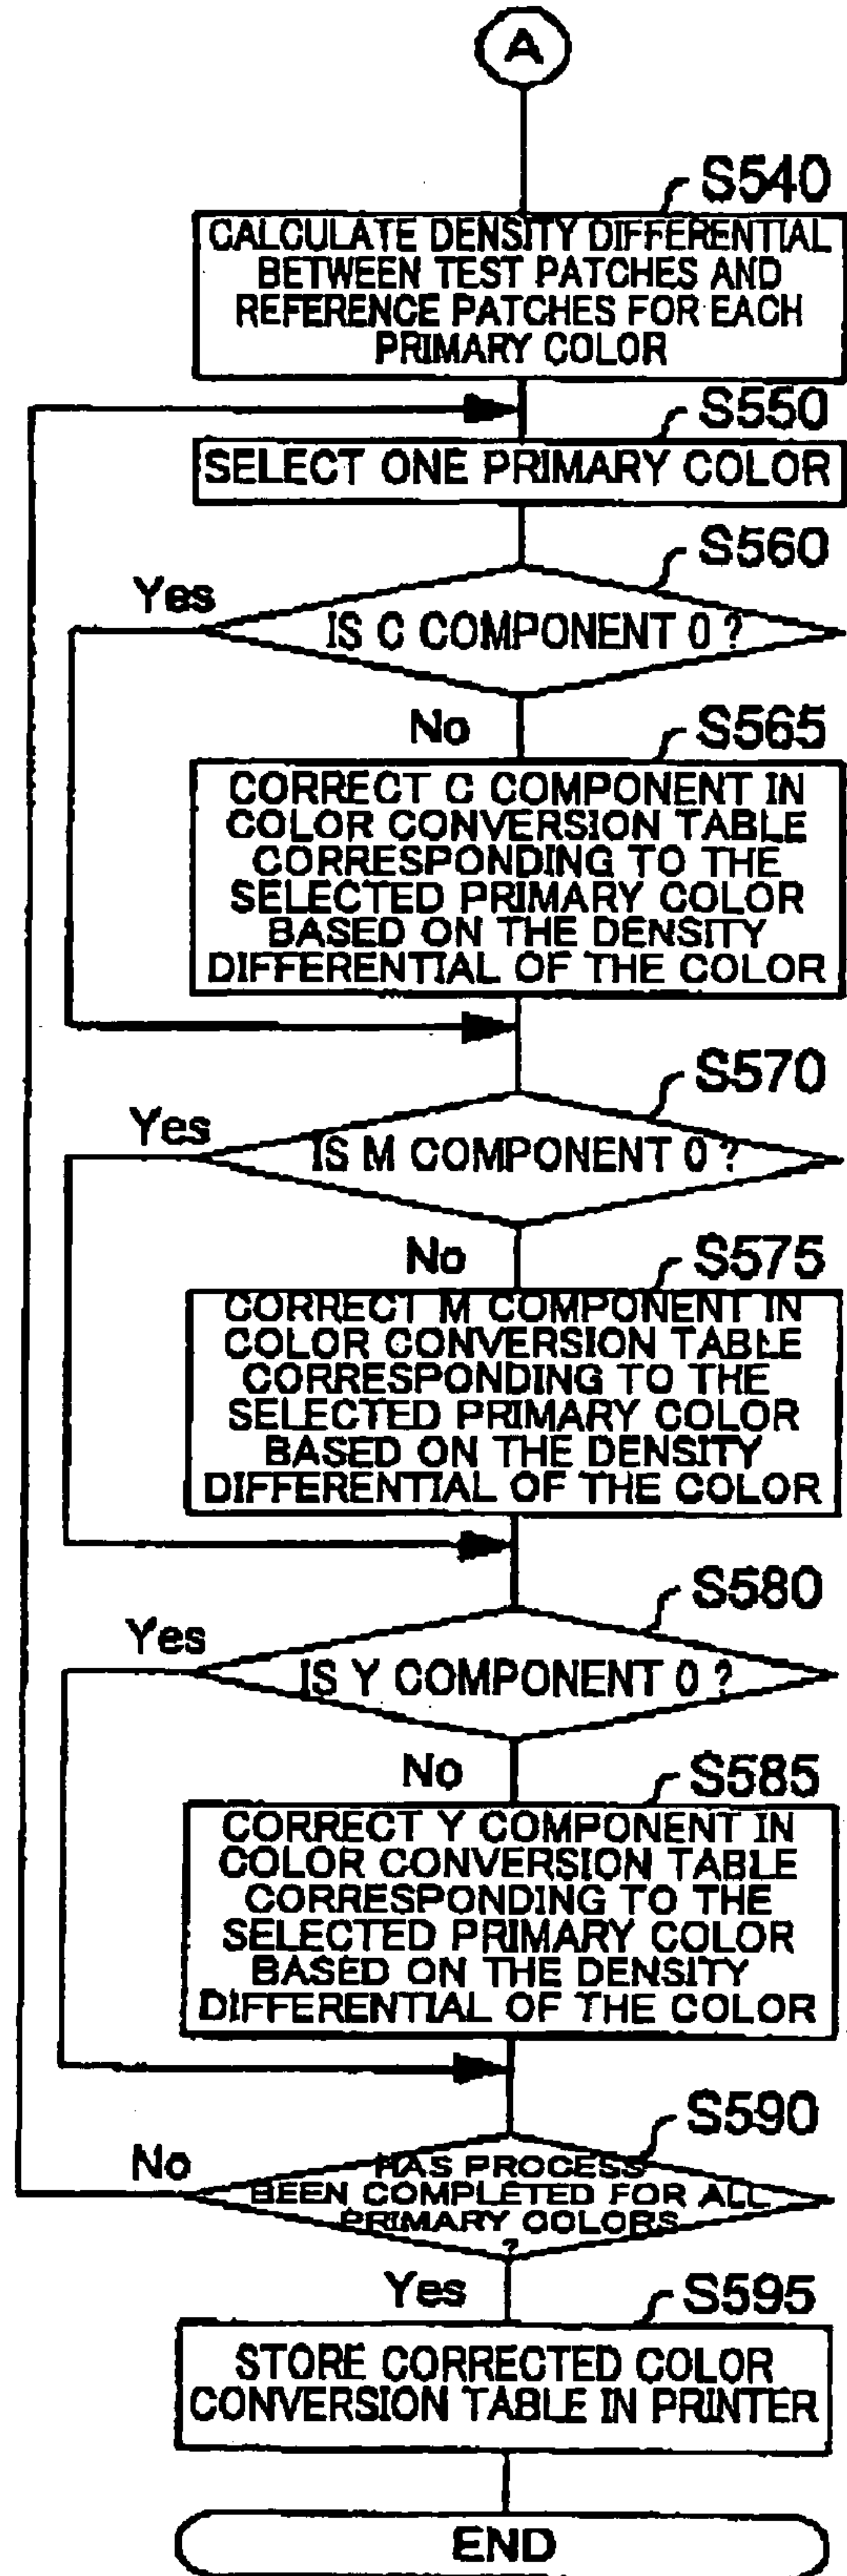 A
S540
CALCULATE DENSITY DIFFERENTIAL
BETWEEN TEST PATCHES AND
REFERENCE PATCHES FOR EACH
PRIMARY COLOR
S550
SELECT ONE PRIMARY COLOR
S560
Yes
IS C COMPONENT 0 ?
No
S565
CORRECT C COMPONENT IN
COLOR CONVERSION TABLE
CORRESPONDING TO THE
SELECTED PRIMARY COLOR
BASED ON THE DENSITY
DIFFERENTIAL OF THE COLOR
S570
Yes
IS M COMPONENT 0 ?
No
S575
CORRECT M COMPONENT IN
COLOR CONVERSION TABLE
CORRESPONDING TO THE
SELECTED PRIMARY COLOR
BASED ON THE DENSITY
DIFFERENTIAL OF THE COLOR
S580
Yes
IS Y COMPONENT 0 ?
No
S585
CORRECT Y COMPONENT IN
COLOR CONVERSION TABLE
CORRESPONDING TO THE
SELECTED PRIMARY COLOR
BASED ON THE DENSITY
DIFFERENTIAL OF THE COLOR
S590
No
HAS PROCESS
BEEN COMPLETED FOR ALL
PRIMARY COLORS
?
Yes
S595
STORE CORRECTED COLOR
CONVERSION TABLE IN PRINTER
END